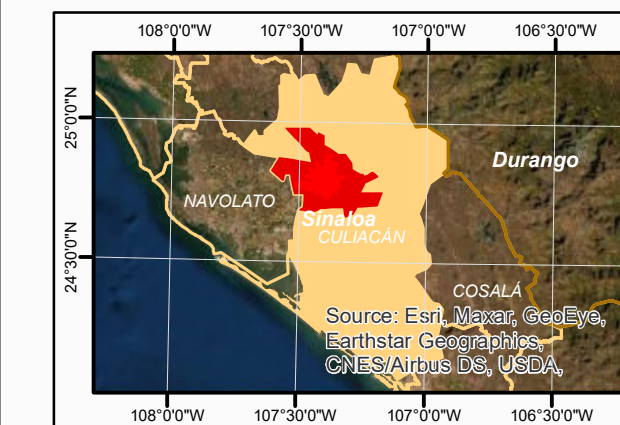 108°0'0"W 107°30'0"W 107°0'0"W 106°30'0"W
25°0'0"N
24°30'0"N
Durango
NAVOLATO
Sinaloa
CULIACÁN
COSALÁ
Source: Esri, Maxar, GeoEye,
Earthstar Geographics,
CNES/Airbus DS, USDA,
108°0'0"W 107°30'0"W 107°0'0"W 106°30'0"W